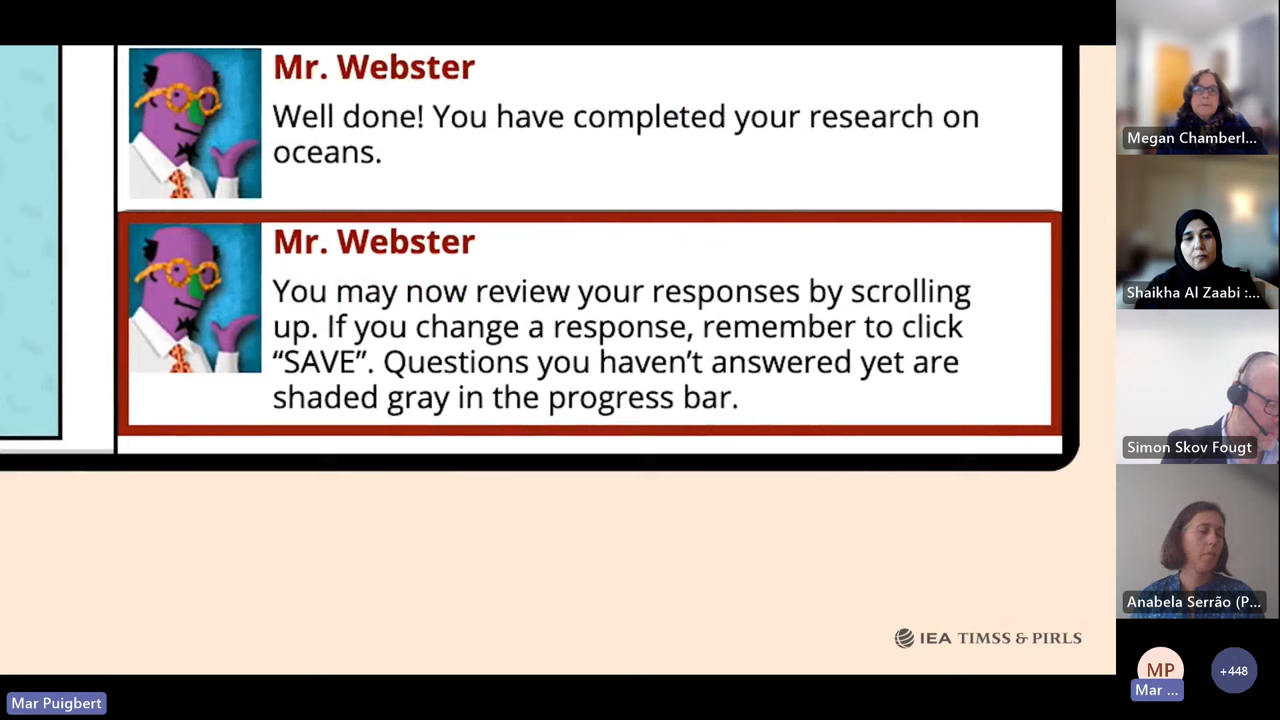 Mr. Webster
Well done! You have completed your research on
oceans.
Mr. Webster
You may now review your responses by scrolling
up. If you change a response, remember to click
“SAVE”. Questions you haven’t answered yet are
shaded gray in the progress bar.
IEA TIMSS & PIRLS
Mar Puigbert
Megan Chamberl...
Shaikha Al Zaabi :...
Simon Skov Fougt
Anabela Serrão (P...
MP
+448
Mar ...